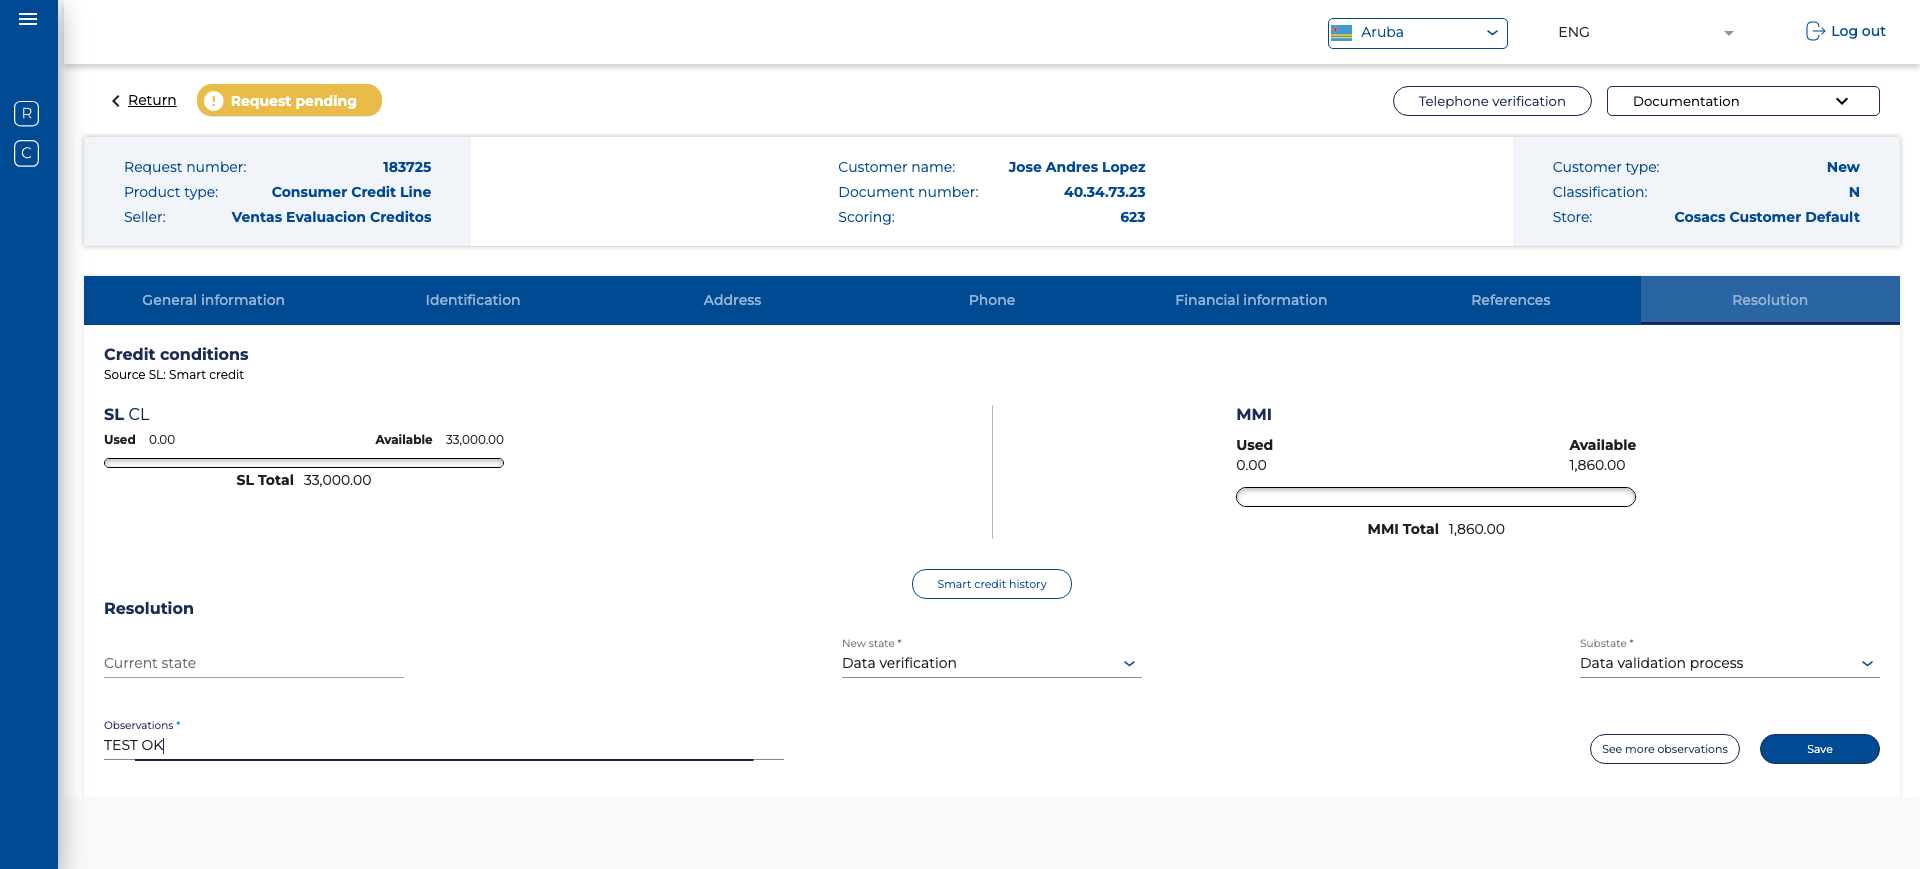 Aruba
ENG
Log out
R
C
Return
! Request pending
Telephone verification
Documentation
Request number: 183725
Product type: Consumer Credit Line
Seller: Ventas Evaluacion Creditos
Customer name: Jose Andres Lopez
Document number: 40.34.73.23
Scoring: 623
Customer type: New
Classification: N
Store: Cosacs Customer Default
General information
Identification
Address
Phone
Financial information
References
Resolution
Credit conditions
Source SL: Smart credit
SL CL
Used 0.00 Available 33,000.00
SL Total 33,000.00
MMI
Used Available
0.00 1,860.00
MMI Total 1,860.00
Smart credit history
Resolution
Current state
New state *
Data verification
Substate *
Data validation process
Observations *
TEST OK
See more observations
Save